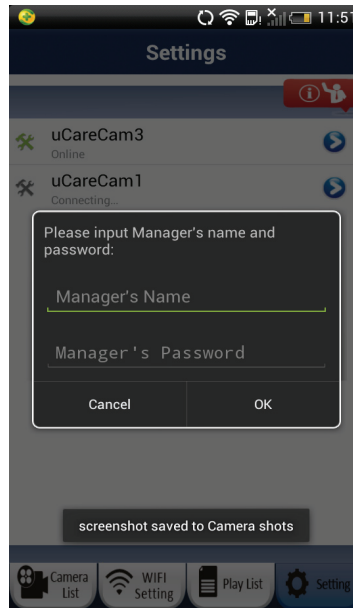 11:51
Settings
uCareCam3
Online
uCareCam1
Connecting...
Please input Manager's name and
password:
Manager's Name
Manager's Password
Cancel OK
screenshot saved to Camera shots
Camera List
WIFI Setting
Play List
Setting